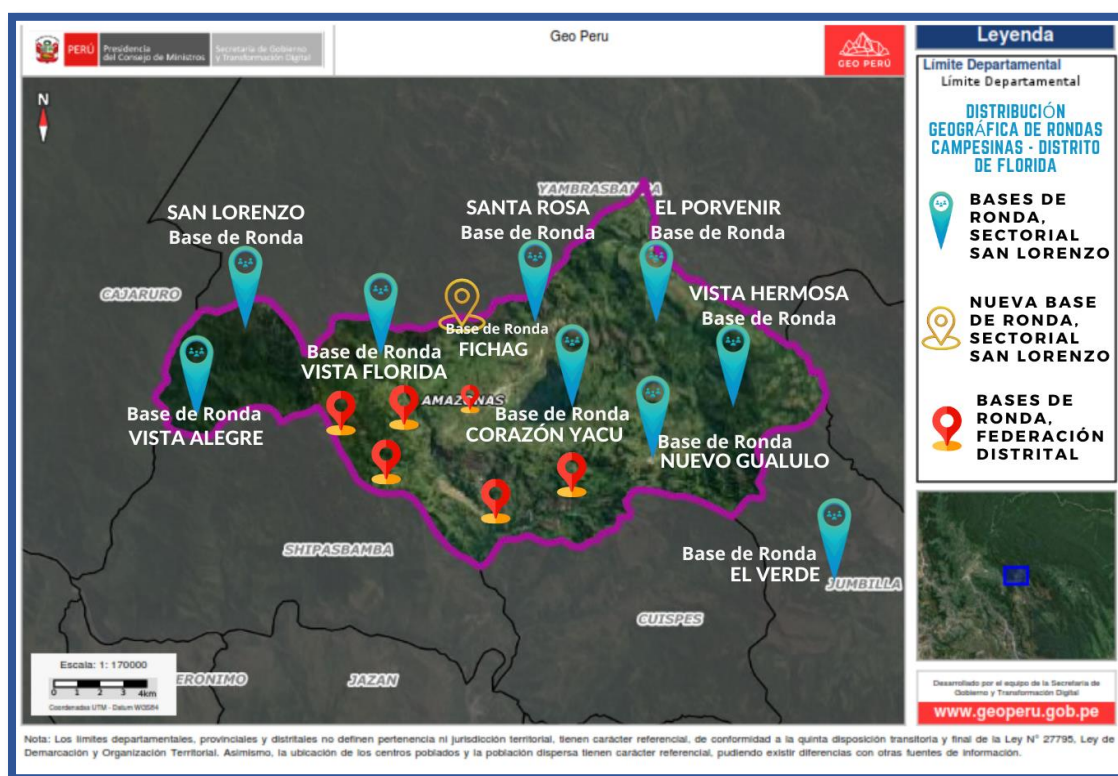 PERÚ
Presidencia
del Consejo de Ministros
Secretaría de Gobierno
y Transformación Digital
Geo Peru
GEO PERÚ
Leyenda
Límite Departamental
Límite Departamental
DISTRIBUCIÓN
GEOGRÁFICA DE RONDAS
CAMPESINAS - DISTRITO
DE FLORIDA
BASES DE
RONDA,
SECTORIAL
SAN LORENZO
NUEVA BASE
DE RONDA,
SECTORIAL
SAN LORENZO
BASES DE
RONDA,
FEDERACIÓN
DISTRITAL
N
YAMBRASBAMBA
SAN LORENZO
Base de Ronda
SANTA ROSA
Base de Ronda
EL PORVENIR
Base de Ronda
CAJARURO
VISTA HERMOSA
Base de Ronda
Base de Ronda
FICHAG
Base de Ronda
VISTA FLORIDA
AMAZONAS
Base de Ronda
VISTA ALEGRE
Base de Ronda
CORAZÓN YACU
Base de Ronda
NUEVO GUALULO
SHIPASBAMBA
Base de Ronda
EL VERDE
JUMBILLA
CUISPES
ERONIMO
JAZAN
Escala: 1: 170000
0 1 2 3 4km
Coordenadas UTM - Datum WGS84
Desarrollado por el equipo de la Secretaría de
Gobierno y Transformación Digital
www.geoperu.gob.pe
Nota: Los límites departamentales, provinciales y distritales no definen pertenencia ni jurisdicción territorial, tienen carácter referencial, de conformidad a la quinta disposición transitoria y final de la Ley N° 27795, Ley de
Demarcación y Organización Territorial. Asimismo, la ubicación de los centros poblados y la población dispersa tienen carácter referencial, pudiendo existir diferencias con otras fuentes de información.